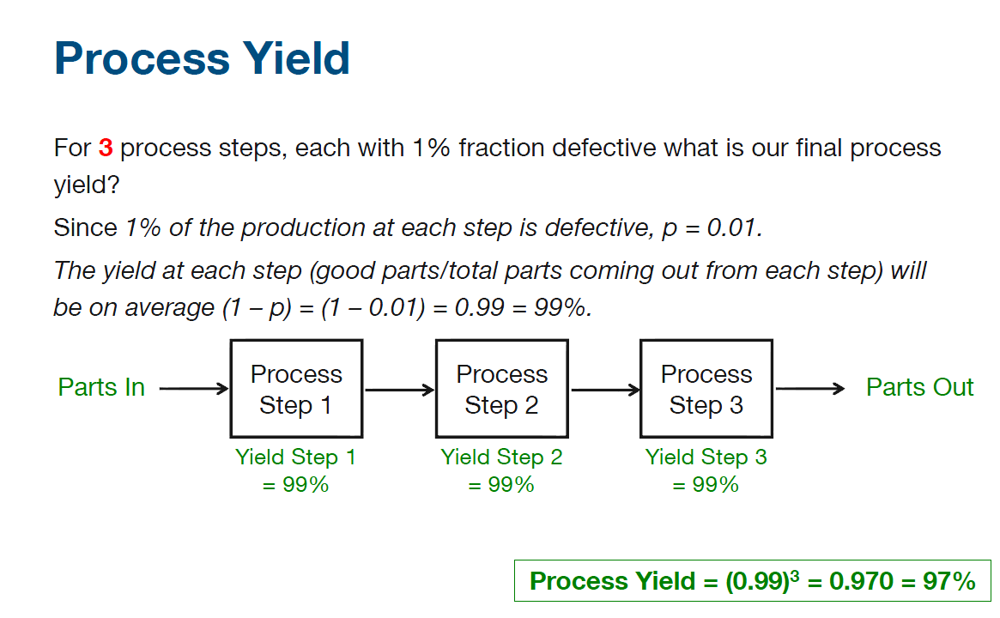 Process Yield
For 3 process steps, each with 1% fraction defective what is our final process
yield?
Since 1% of the production at each step is defective, p = 0.01.
The yield at each step (good parts/total parts coming out from each step) will
be on average (1 – p) = (1 – 0.01) = 0.99 = 99%.
Parts In
Process
Step 1
Process
Step 2
Process
Step 3
Parts Out
Yield Step 1
= 99%
Yield Step 2
= 99%
Yield Step 3
= 99%
Process Yield = (0.99)³ = 0.970 = 97%